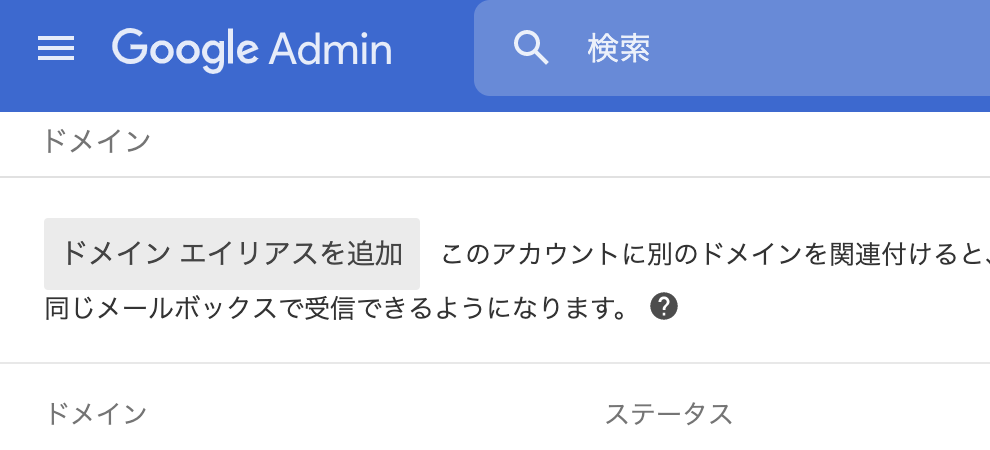 Google Admin
検索
ドメイン
ドメイン エイリアスを追加 このアカウントに別のドメインを関連付けると、
同じメールボックスで受信できるようになります。 ?
ドメイン ステータス